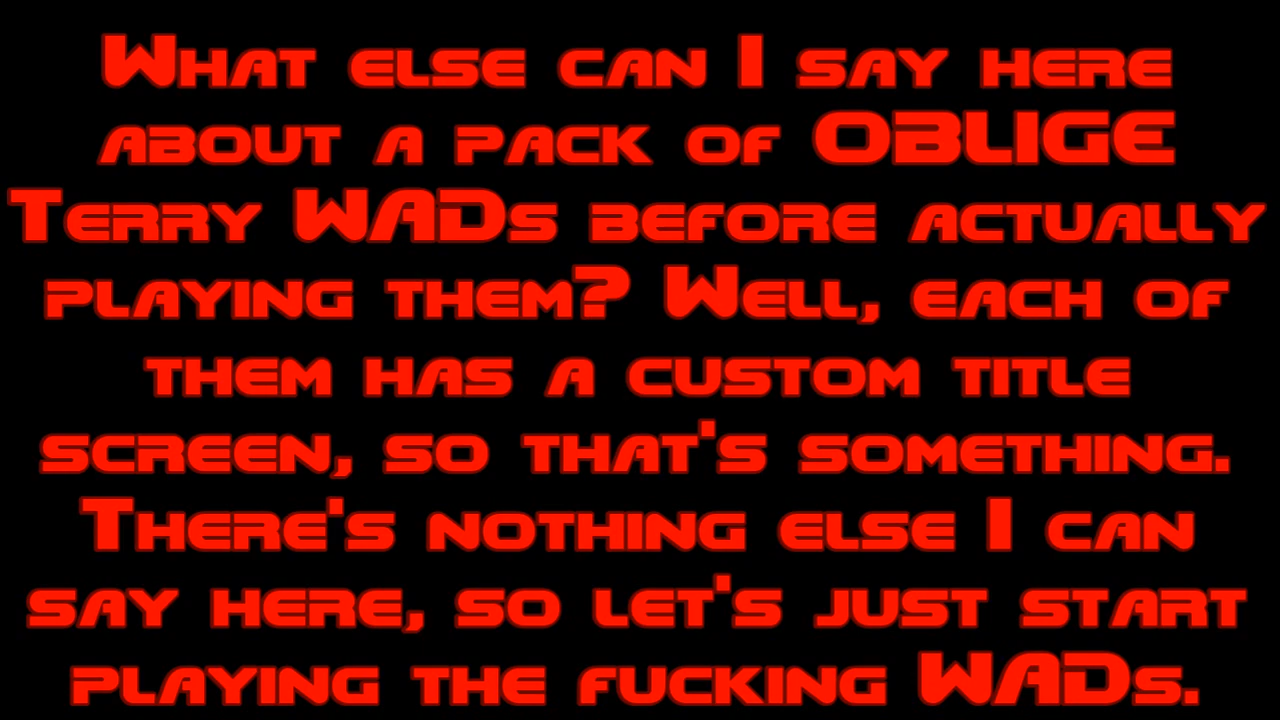 What else can I say here
about a pack of OBLIGE
Terry WADs before actually
playing them? Well, each of
them has a custom title
screen, so that's something.
There's nothing else I can
say here, so let's just start
playing the fucking WADs.